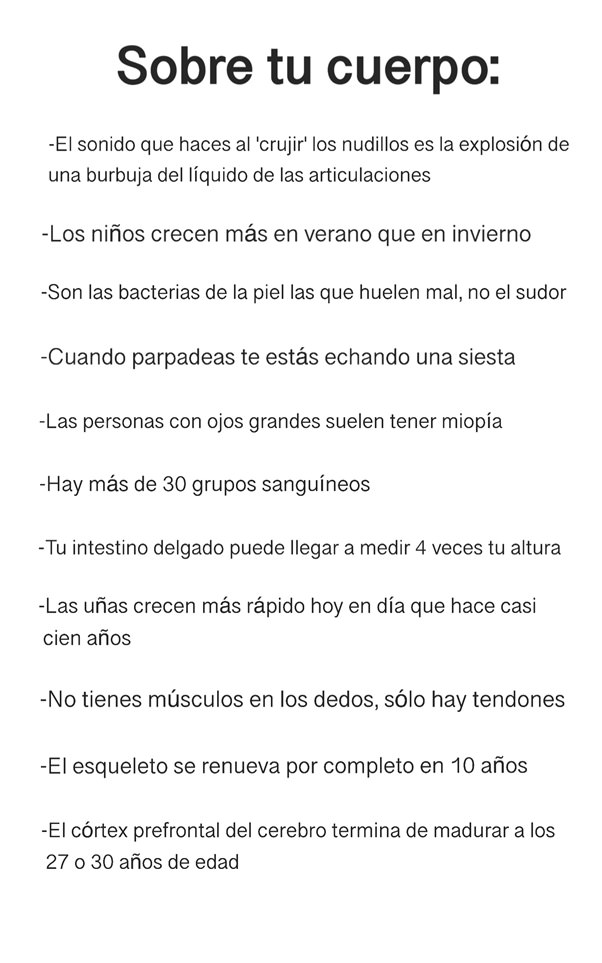 Sobre tu cuerpo:
-El sonido que haces al 'crujir' los nudillos es la explosión de
una burbuja del líquido de las articulaciones
-Los niños crecen más en verano que en invierno
-Son las bacterias de la piel las que huelen mal, no el sudor
-Cuando parpadeas te estás echando una siesta
-Las personas con ojos grandes suelen tener miopía
-Hay más de 30 grupos sanguíneos
-Tu intestino delgado puede llegar a medir 4 veces tu altura
-Las uñas crecen más rápido hoy en día que hace casi
cien años
-No tienes músculos en los dedos, sólo hay tendones
-El esqueleto se renueva por completo en 10 años
-El córtex prefrontal del cerebro termina de madurar a los
27 o 30 años de edad